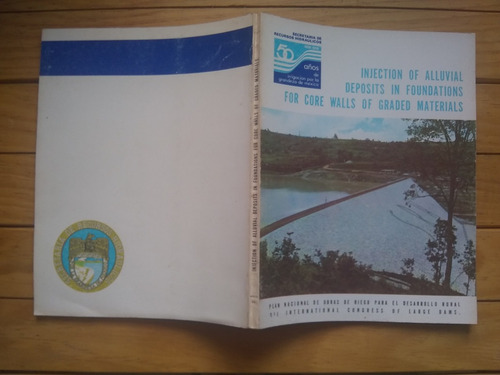 SECRETARIA DE
RECURSOS HIDRAULICOS
50
años
de
irrigación por la
grandeza de méxico
INJECTION OF ALLUVIAL
DEPOSITS IN FOUNDATIONS
FOR CORE WALLS OF GRADED MATERIALS
PLAN NACIONAL DE OBRAS DE RIEGO PARA EL DESARROLLO RURAL
INTERNATIONAL CONGRESS OF LARGE DAMS.
INJECTION OF ALLUVIAL DEPOSITS IN FOUNDATIONS, FOR CORE WALLS OF GRADED MATERIALS.